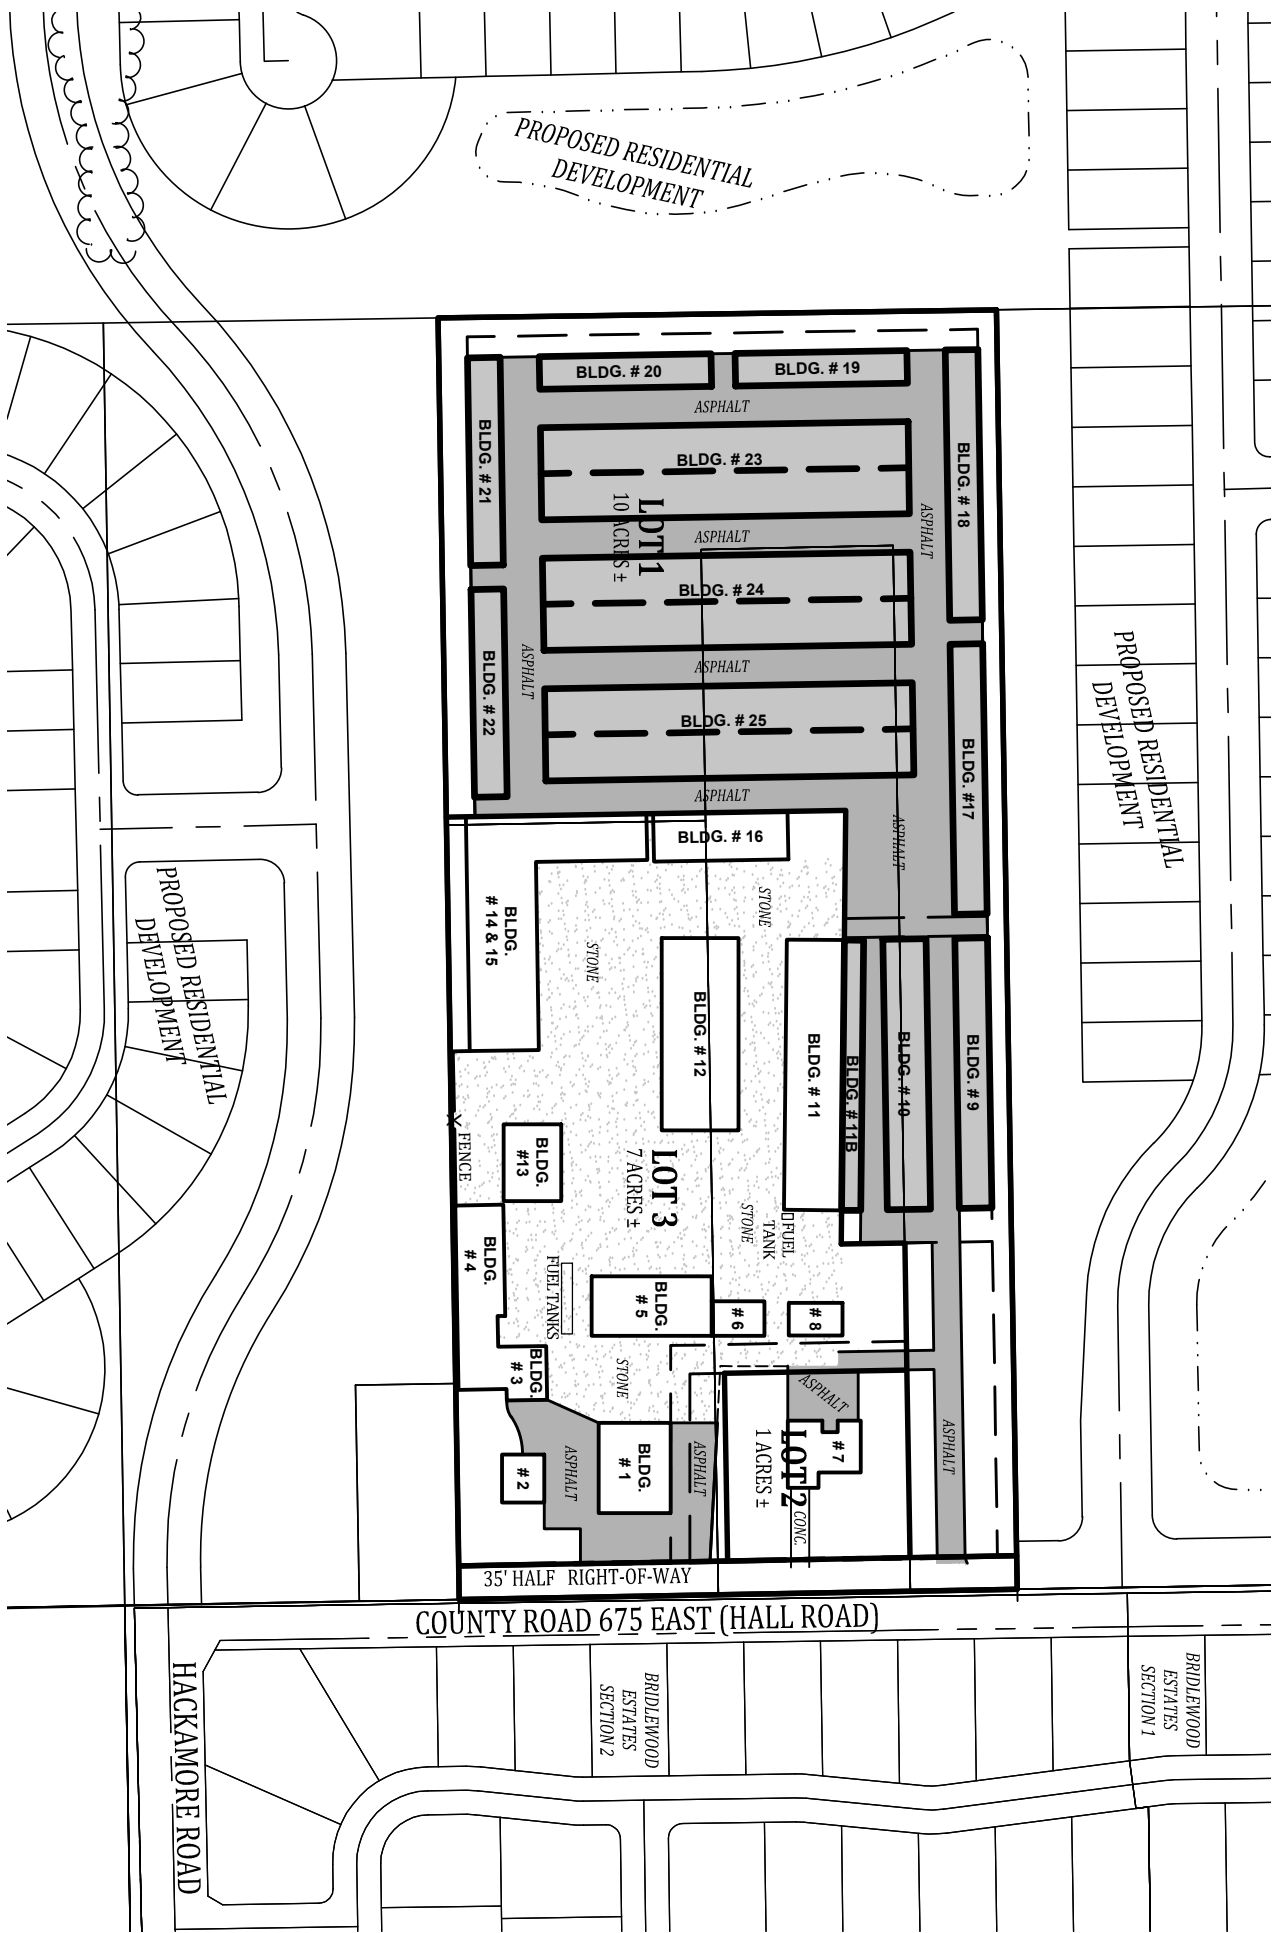 PROPOSED RESIDENTIAL
DEVELOPMENT
BLDG. # 20
BLDG. # 19
ASPHALT
BLDG. # 21
BLDG. # 23
BLDG. # 18
LOT 1
10 ACRES ±
ASPHALT
ASPHALT
BLDG. # 24
BLDG. # 22
ASPHALT
ASPHALT
PROPOSED RESIDENTIAL
DEVELOPMENT
BLDG. # 25
BLDG. #17
ASPHALT
ASPHALT
BLDG. # 16
BLDG.
# 14 & 15
STONE
STONE
PROPOSED RESIDENTIAL
DEVELOPMENT
BLDG. # 12
BLDG. # 11
BLDG. # 11B
BLDG. # 10
BLDG. # 9
FENCE
BLDG.
#13
LOT 3
7 ACRES ±
STONE
FUEL
TANK
BLDG.
# 4
FUEL TANKS
BLDG.
# 5
# 6
# 8
BLDG.
# 3
STONE
ASPHALT
# 2
ASPHALT
BLDG.
# 1
ASPHALT
LOT 2
1 ACRES ±
# 7
CONC.
ASPHALT
35' HALF RIGHT-OF-WAY
COUNTY ROAD 675 EAST (HALL ROAD)
HACKAMORE ROAD
BRIDLEWOOD
ESTATES
SECTION 2
BRIDLEWOOD
ESTATES
SECTION 1